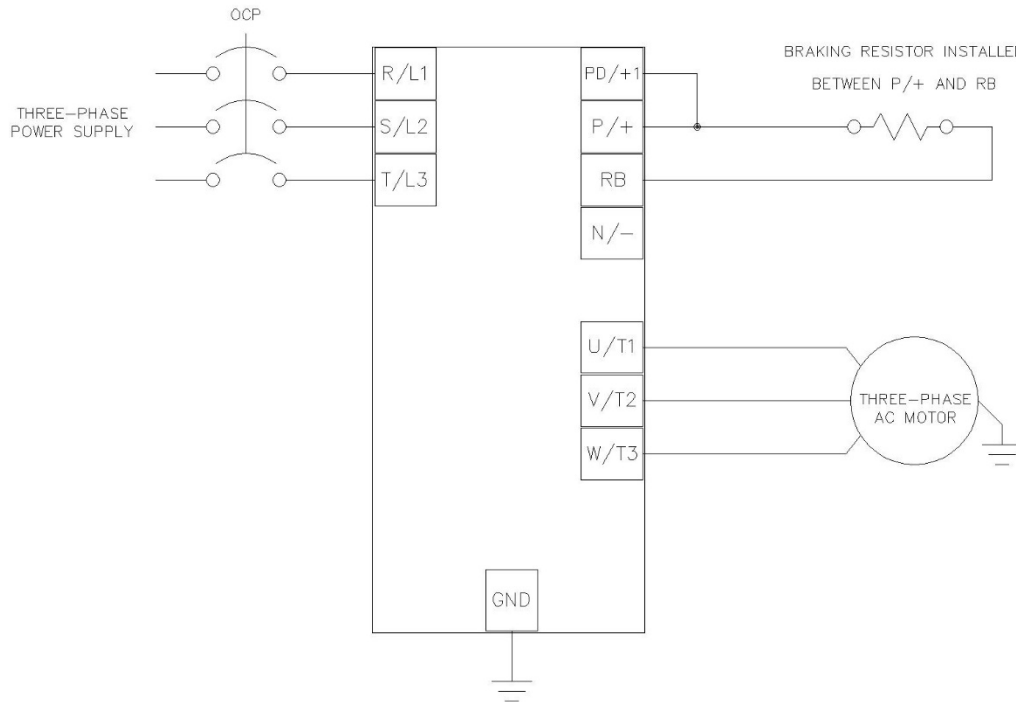 OCP
BRAKING RESISTOR INSTALLE
BETWEEN P/+ AND RB
THREE-PHASE
POWER SUPPLY
R/L1
S/L2
T/L3
PD/+1
P/+
RB
N/-
U/T1
V/T2
W/T3
THREE-PHASE
AC MOTOR
GND